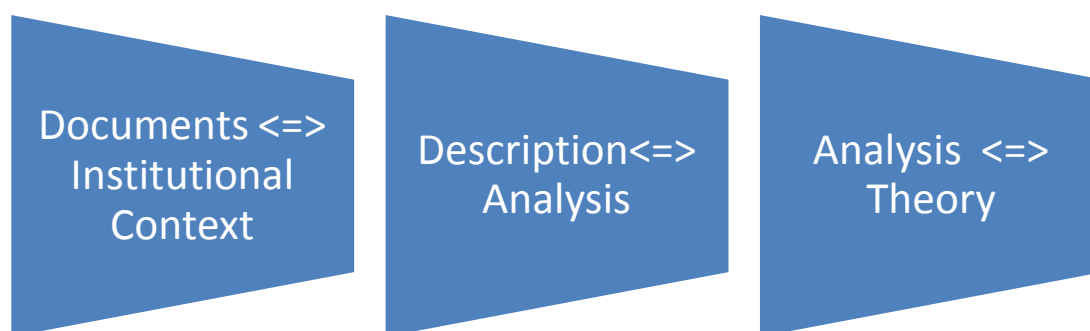 Documents <=>
Institutional
Context
Description<=>
Analysis
Analysis  <=>
Theory